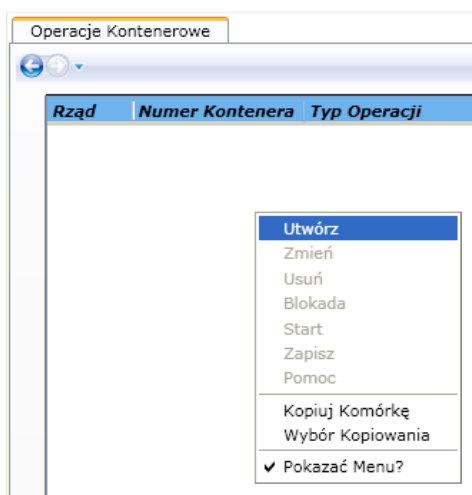 Operacje Kontenerowe
Rząd Numer Kontenera Typ Operacji
Utwórz
Zmień
Usuń
Blokada
Start
Zapisz
Pomoc
Kopiuj Komórkę
Wybór Kopiowania
Pokazać Menu?